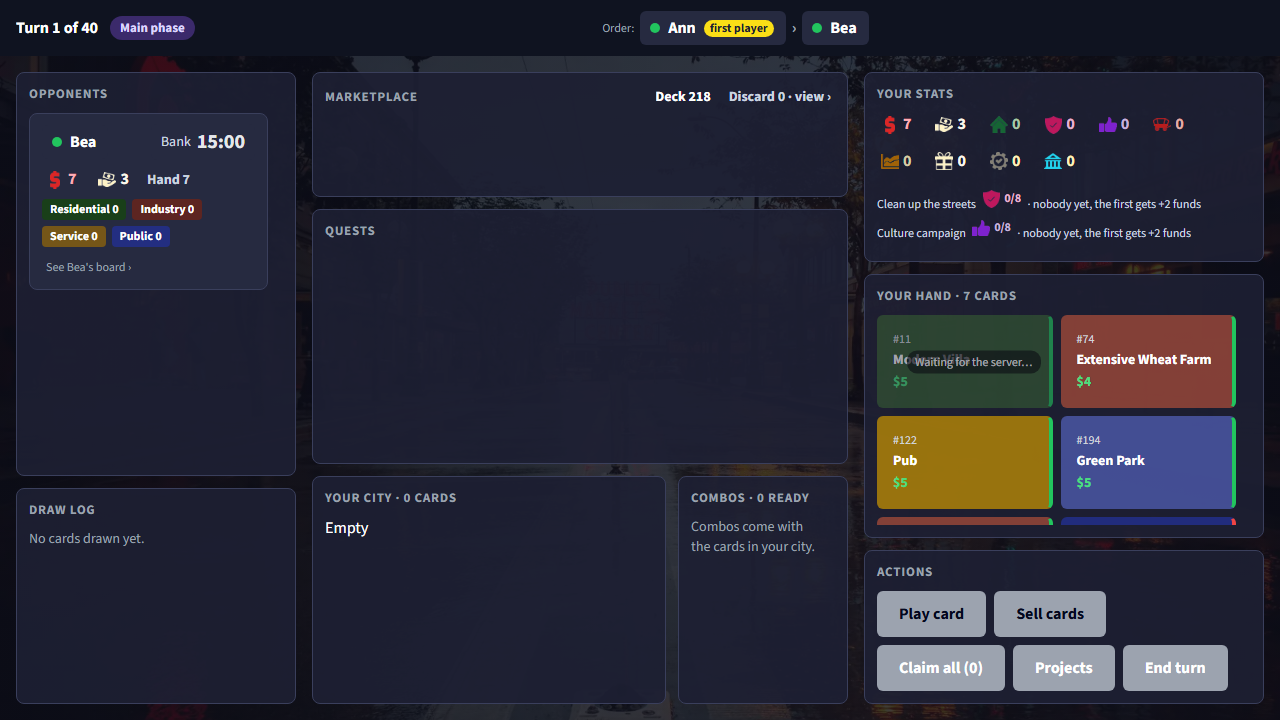 Turn 1 of 40 Main phase Order: Ann first player › Bea
OPPONENTS
Bea Bank 15:00
7 3 Hand 7
Residential 0 Industry 0
Service 0 Public 0
See Bea's board ›
DRAW LOG
No cards drawn yet.
MARKETPLACE Deck 218 Discard 0 · view ›
QUESTS
YOUR CITY · 0 CARDS
Empty
COMBOS · 0 READY
Combos come with
the cards in your city.
YOUR STATS
7 3 0 0 0 0
0 0 0 0
Clean up the streets 0/8 · nobody yet, the first gets +2 funds
Culture campaign 0/8 · nobody yet, the first gets +2 funds
YOUR HAND · 7 CARDS
#11
Waiting for the server...
$5
#74
Extensive Wheat Farm
$4
#122
Pub
$5
#194
Green Park
$5
ACTIONS
Play card Sell cards
Claim all (0) Projects End turn